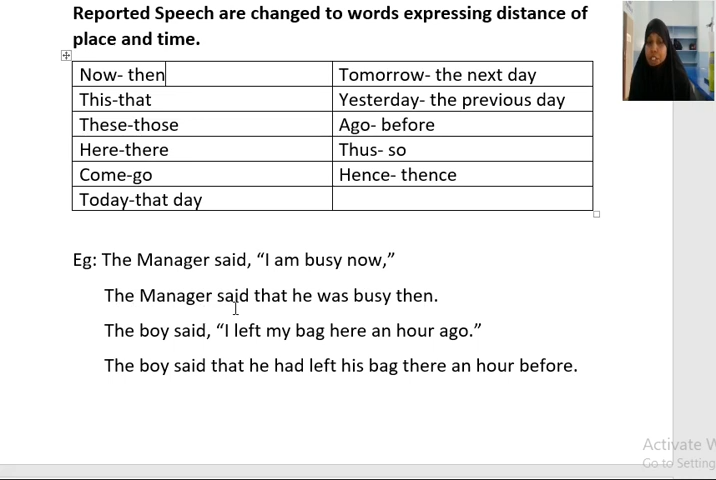 Reported Speech are changed to words expressing distance of
place and time.
Now- then
Tomorrow- the next day
This-that
Yesterday- the previous day
These-those
Ago- before
Here-there
Thus- so
Come-go
Hence- thence
Today-that day
Eg: The Manager said, “I am busy now,”
The Manager said that he was busy then.
The boy said, “I left my bag here an hour ago.”
The boy said that he had left his bag there an hour before.
Activate W
Go to Setting